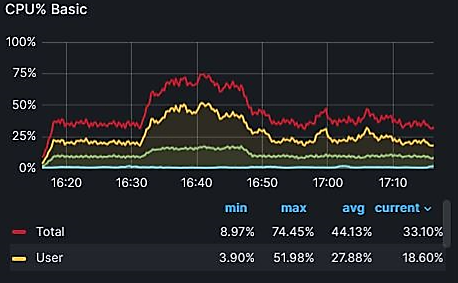 CPU% Basic
100%
75%
50%
25%
0%
16:20 16:30 16:40 16:50 17:00 17:10
min max avg current
Total 8.97% 74.45% 44.13% 33.10%
User 3.90% 51.98% 27.88% 18.60%